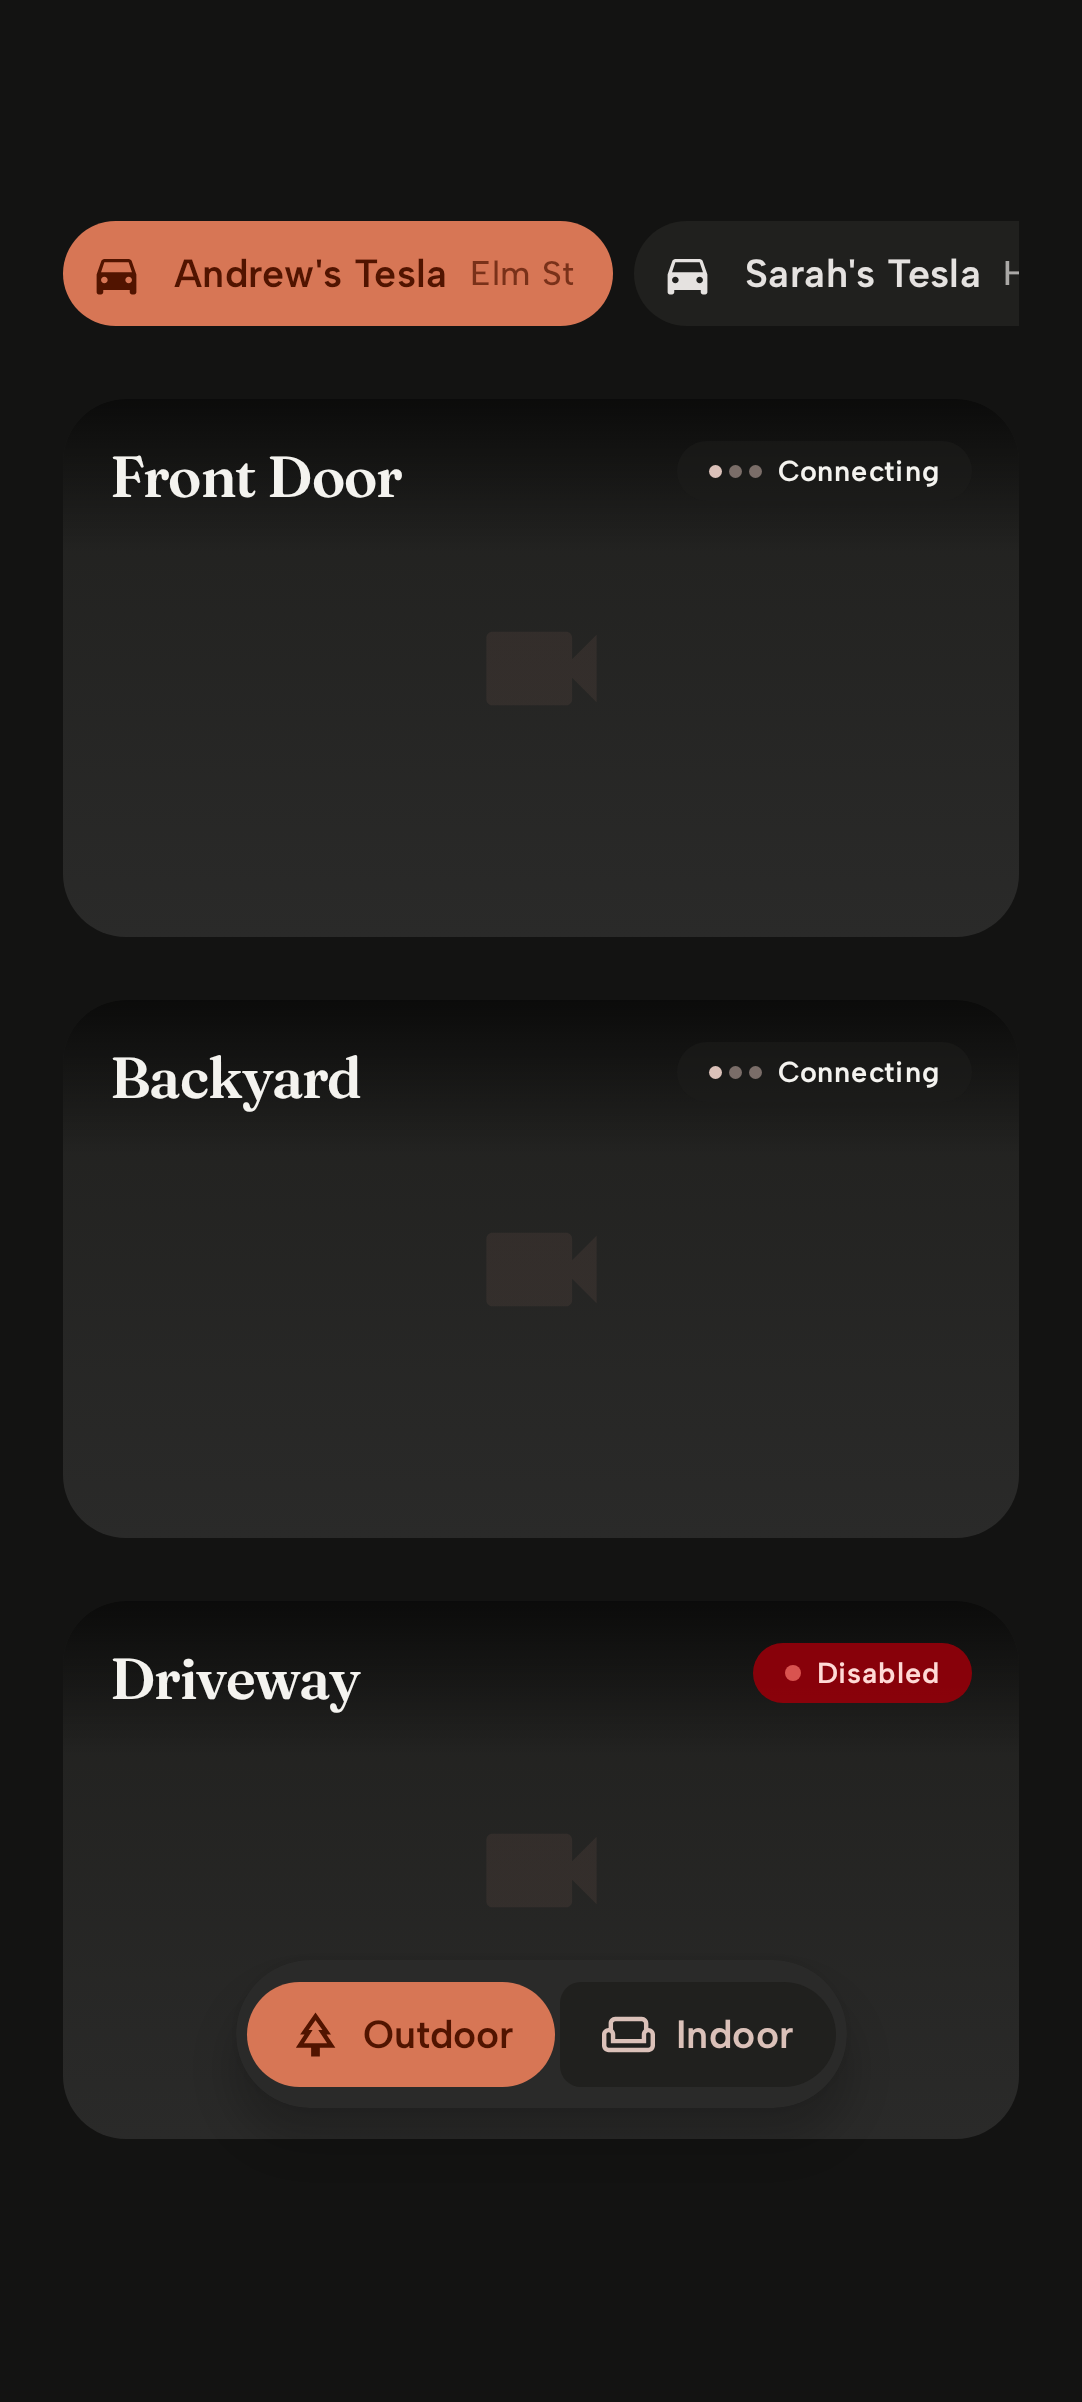 Andrew's Tesla Elm St
Sarah's Tesla
Front Door
Connecting
Backyard
Connecting
Driveway
Disabled
Outdoor
Indoor